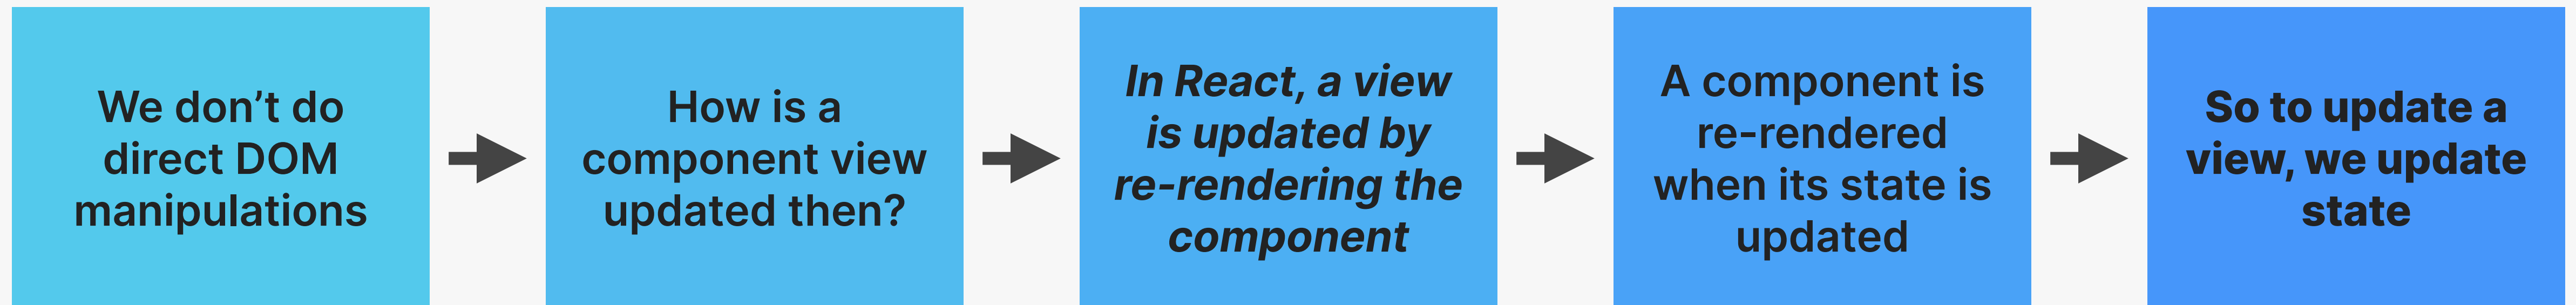 We don’t do
direct DOM
manipulations
How is a
component view
updated then?
In React, a view
is updated by
re-rendering the
component
A component is
re-rendered
when its state is
updated
So to update a
view, we update
state